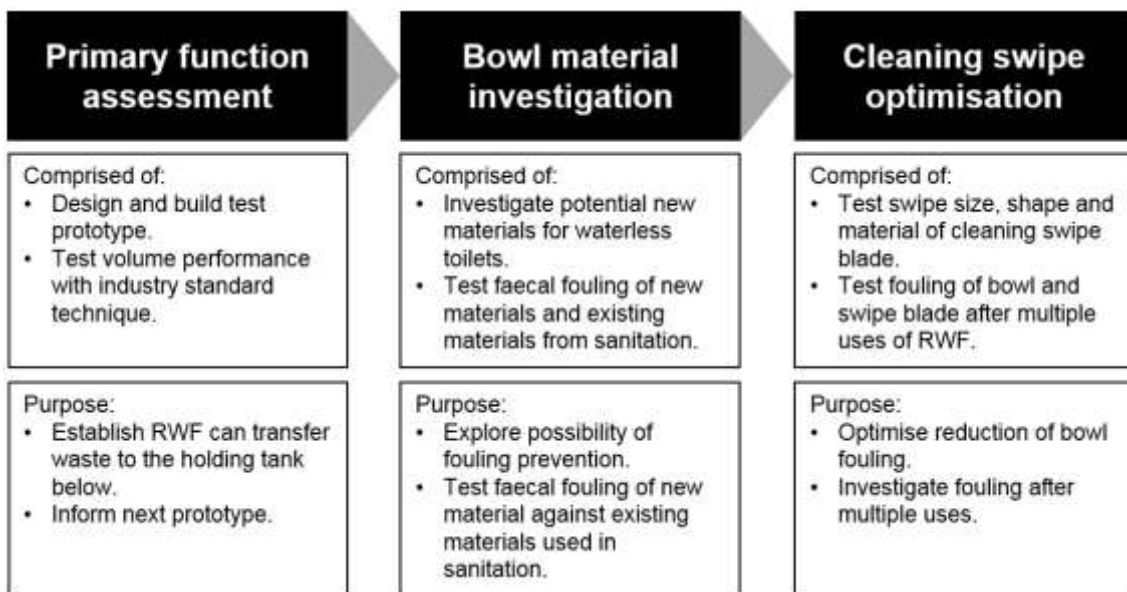 Primary function
assessment
Bowl material
investigation
Cleaning swipe
optimisation
Comprised of:
• Design and build test
prototype.
• Test volume performance
with industry standard
technique.
Comprised of:
• Investigate potential new
materials for waterless
toilets.
• Test faecal fouling of new
materials and existing
materials from sanitation.
Comprised of:
• Test swipe size, shape and
material of cleaning swipe
blade.
• Test fouling of bowl and
swipe blade after multiple
uses of RWF.
Purpose:
• Establish RWF can transfer
waste to the holding tank
below.
• Inform next prototype.
Purpose:
• Explore possibility of
fouling prevention.
• Test faecal fouling of new
material against existing
materials used in
sanitation.
Purpose:
• Optimise reduction of bowl
fouling.
• Investigate fouling after
multiple uses.